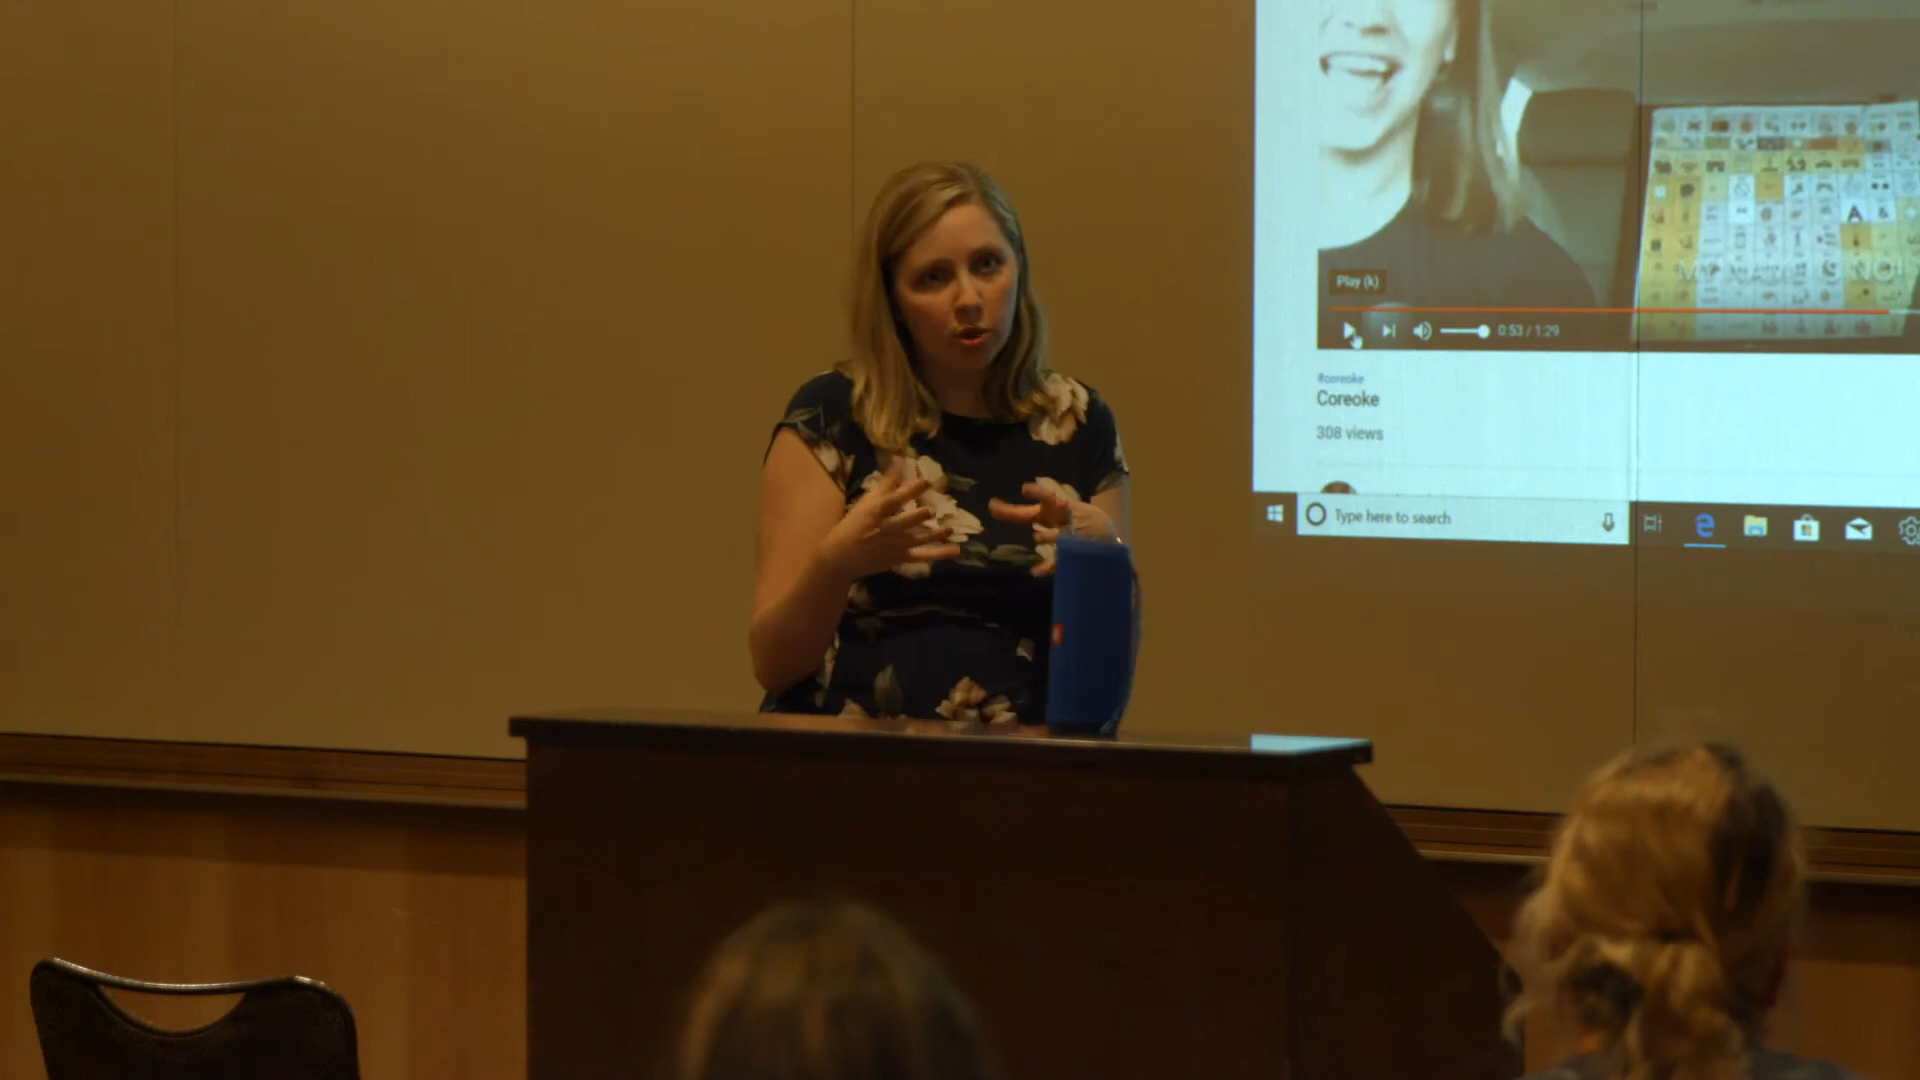 Play (k)
0:53 / 1:29
#coreoke
Coreoke
308 views
Type here to search